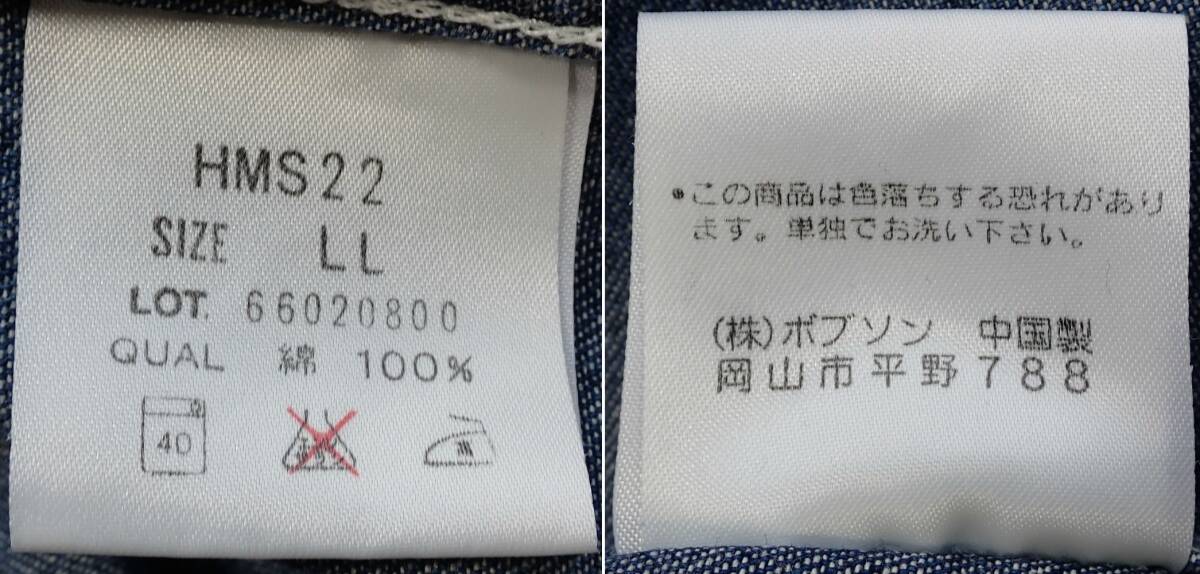 HMS22
SIZE LL
LOT. 66020800
QUAL 綿 100%
40
•この商品は色落ちする恐れがあり
ます。単独でお洗い下さい。
(株)ボブソン 中国製
岡山市平野788